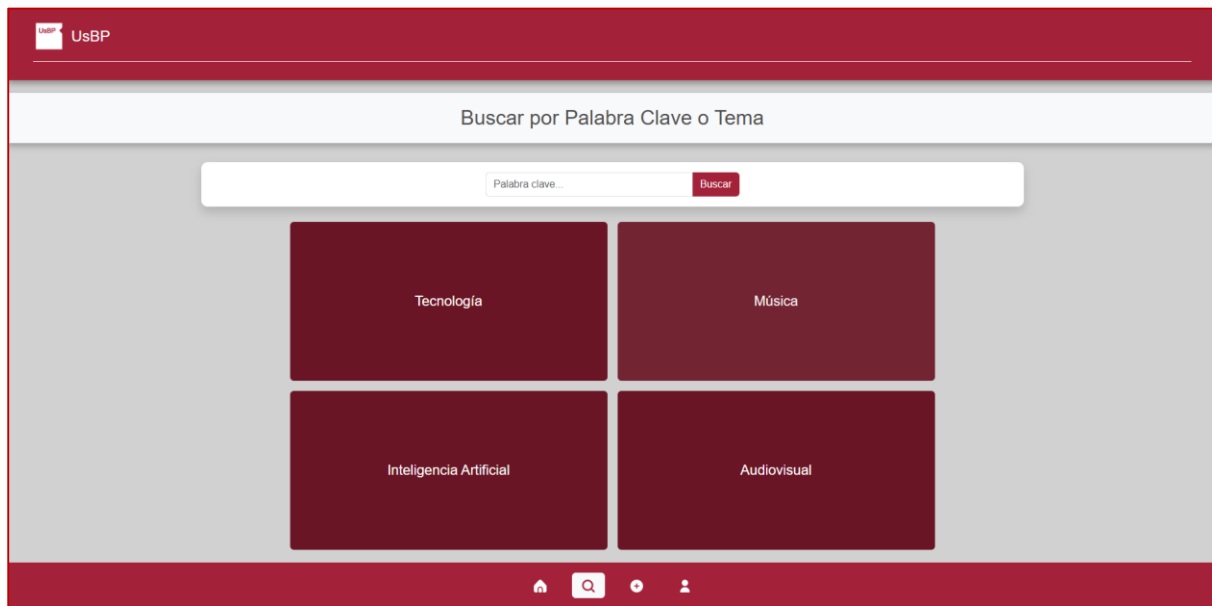 UsBP
UsBP
Buscar por Palabra Clave o Tema
Palabra clave...
Buscar
Tecnología
Música
Inteligencia Artificial
Audiovisual